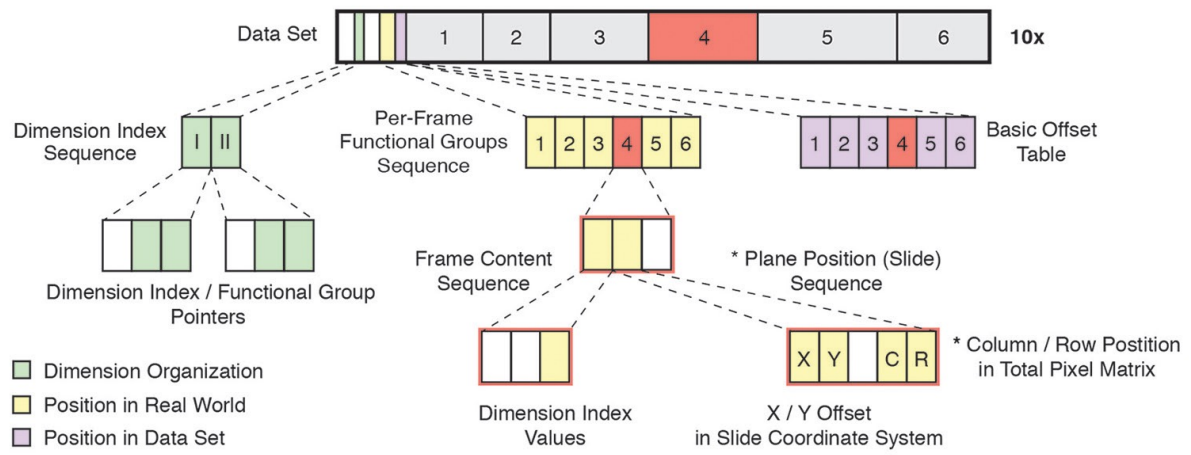 Data Set
1 2 3 4 5 6
10x
Dimension Index
Sequence
I II
Per-Frame
Functional Groups
Sequence
1 2 3 4 5 6
1 2 3 4 5 6
Basic Offset
Table
Frame Content
Sequence
* Plane Position (Slide)
Sequence
Dimension Index / Functional Group
Pointers
X Y C R
* Column / Row Postition
in Total Pixel Matrix
Dimension Organization
Position in Real World
Position in Data Set
Dimension Index
Values
X / Y Offset
in Slide Coordinate System